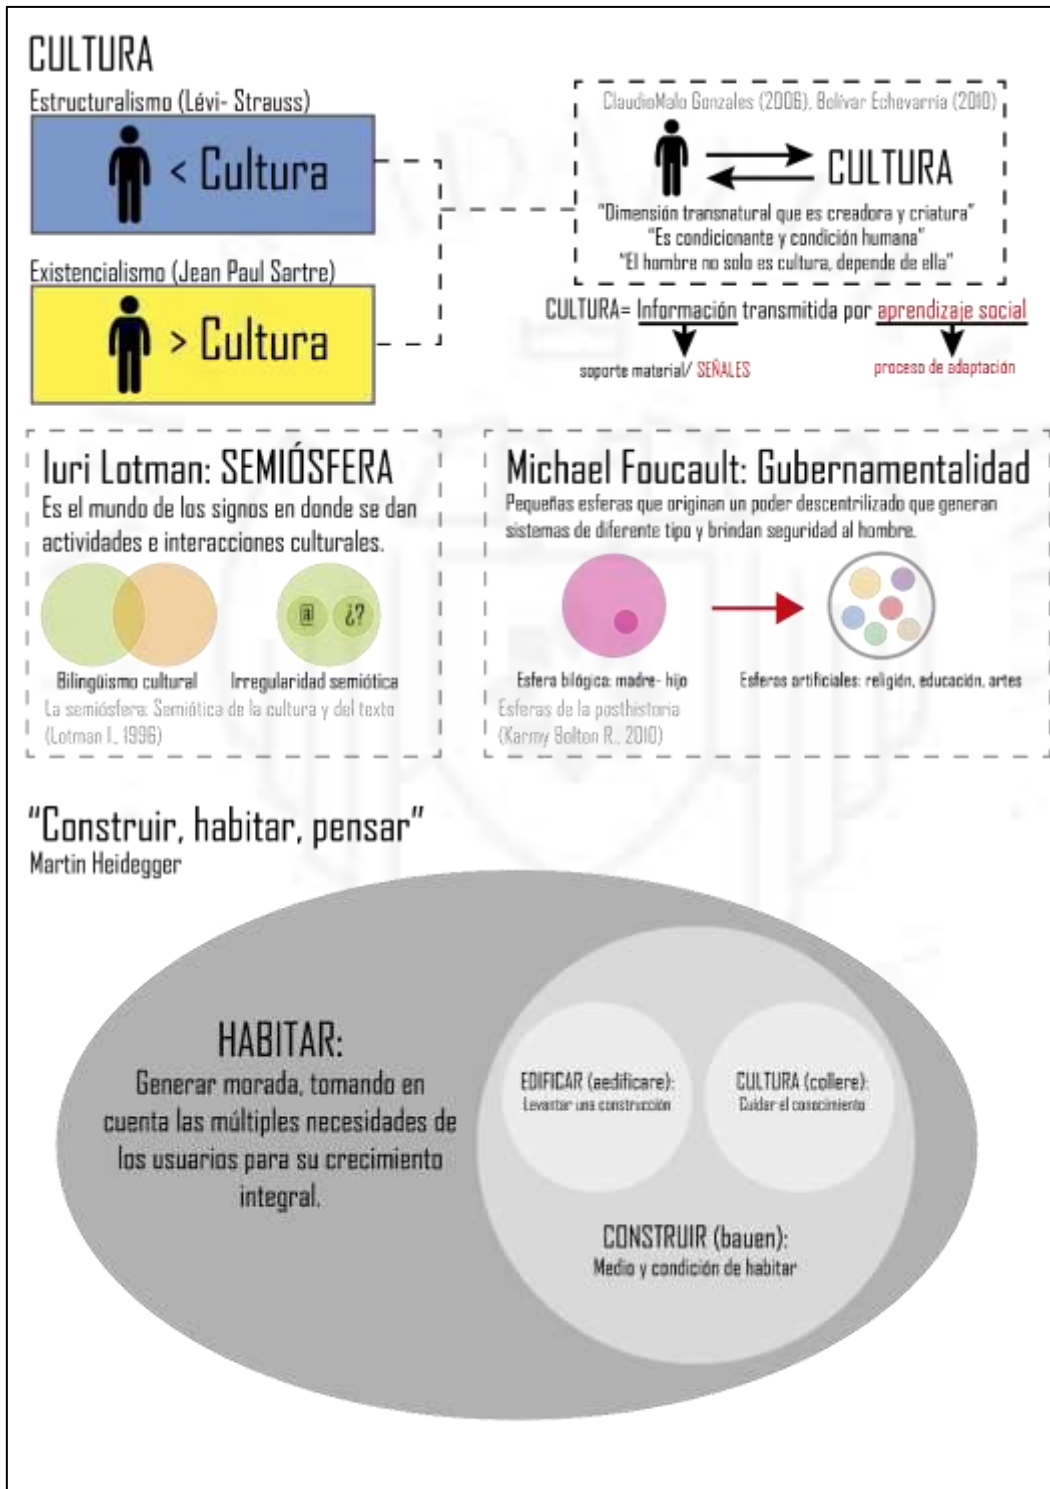 CULTURA
Estructuralismo (Lévi- Strauss)
< Cultura
Existencialismo (Jean Paul Sartre)
> Cultura
ClaudioMalo Gonzales (2006), Bolívar Echevarría (2010)
CULTURA
"Dimensión transnatural que es creadora y criatura"
"Es condicionante y condición humana"
"El hombre no solo es cultura, depende de ella"
CULTURA= Información transmitida por aprendizaje social
soporte material/ SEÑALES
proceso de adaptación
Iuri Lotman: SEMIÓSFERA
Es el mundo de los signos en donde se dan
actividades e interacciones culturales.
@ ¿?
Bilingüismo cultural
Irregularidad semiótica
La semiósfera: Semiótica de la cultura y del texto
(Lotman I., 1996)
Michael Foucault: Gubernamentalidad
Pequeñas esferas que originan un poder descentrilizado que generan
sistemas de diferente tipo y brindan seguridad al hombre.
Esfera bilógica: madre- hijo
Esferas artificiales: religión, educación, artes
Esferas de la posthistoria
(Karmy Bolton R., 2010)
"Construir, habitar, pensar"
Martin Heidegger
HABITAR:
Generar morada, tomando en
cuenta las múltiples necesidades de
los usuarios para su crecimiento
integral.
EDIFICAR (aedificare):
Levantar una construcción
CULTURA (collere):
Cuidar el conocimiento
CONSTRUIR (bauen):
Medio y condición de habitar